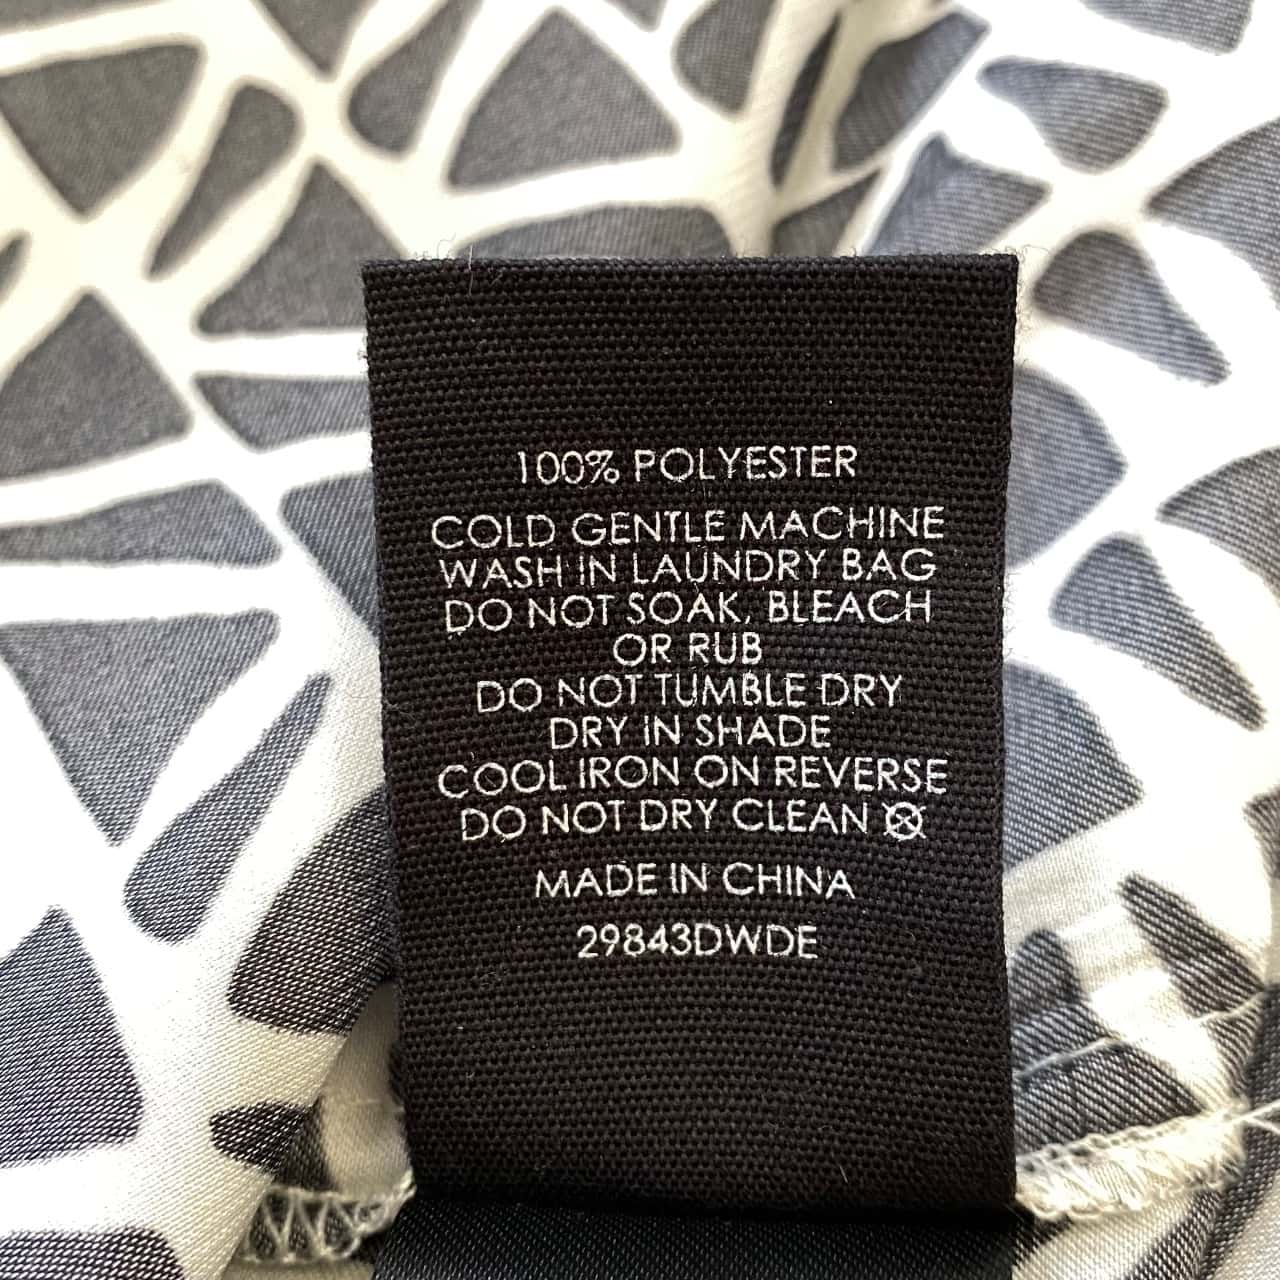 100% POLYESTER
COLD GENTLE MACHINE
WASH IN LAUNDRY BAG
DO NOT SOAK, BLEACH
OR RUB
DO NOT TUMBLE DRY
DRY IN SHADE
COOL IRON ON REVERSE
DO NOT DRY CLEAN
MADE IN CHINA
29843DWDE